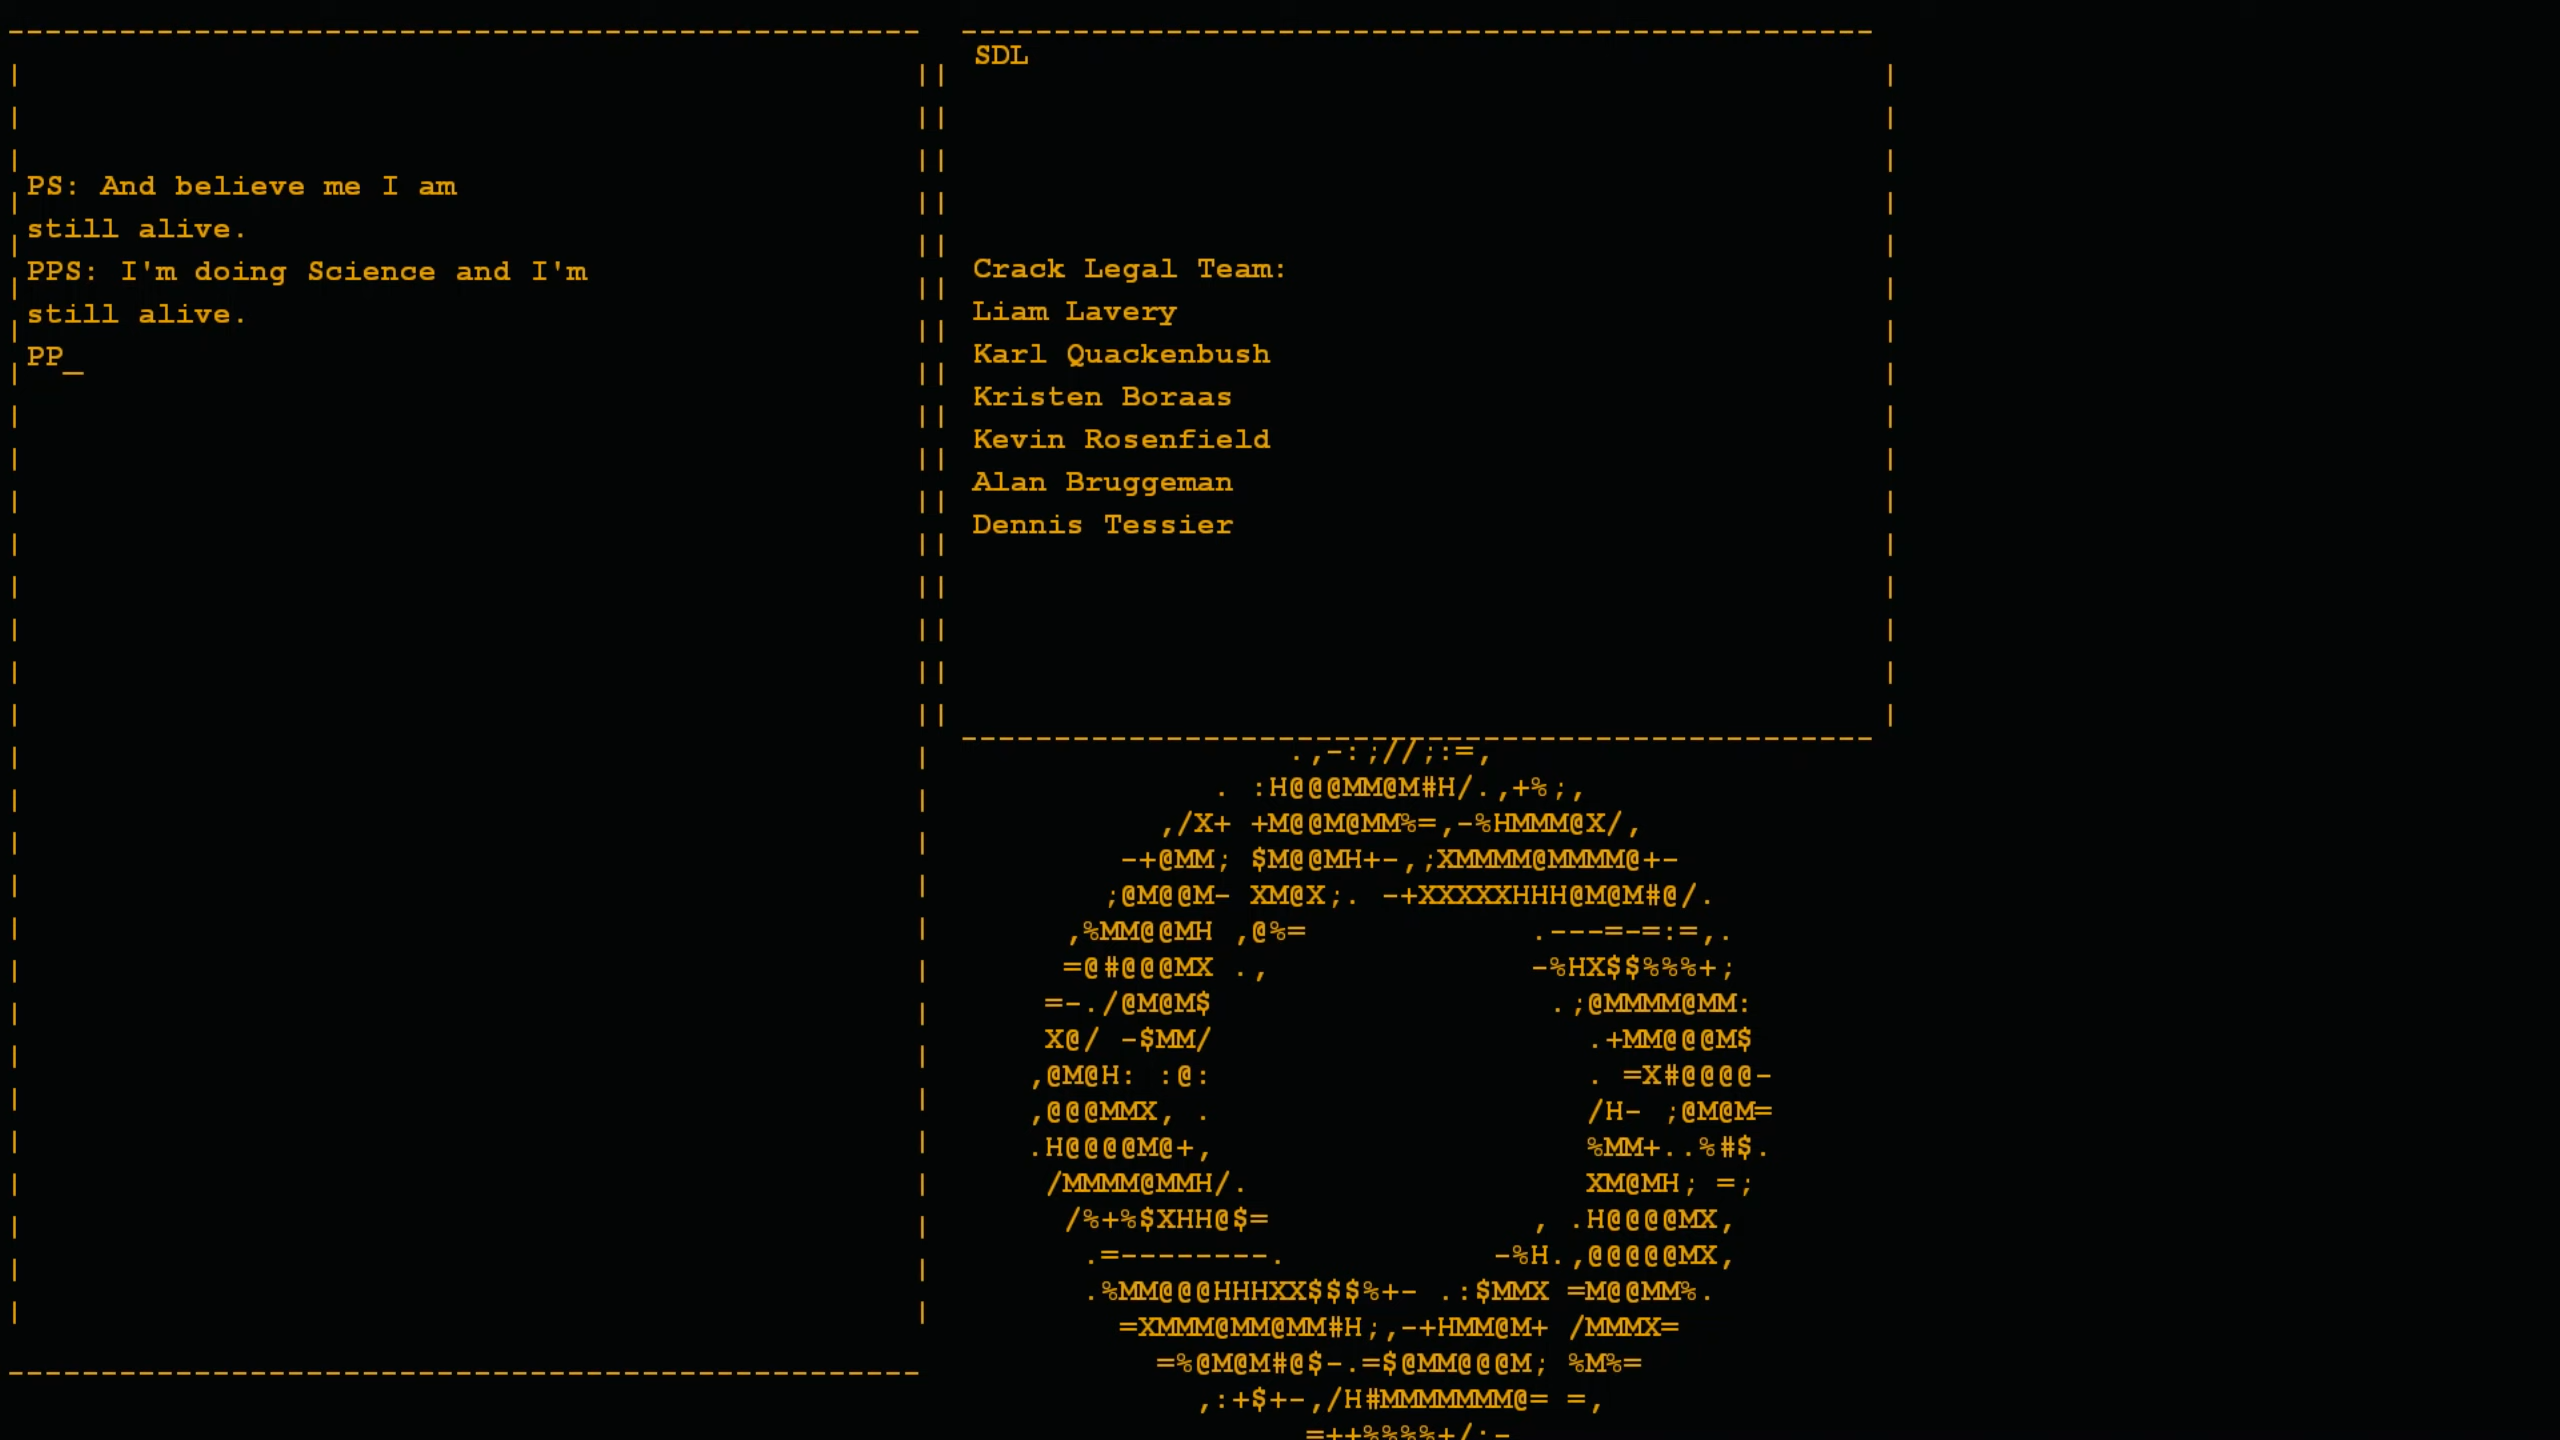 PS: And believe me I am
still alive.
PPS: I'm doing Science and I'm
still alive.
PP_
SDL
Crack Legal Team:
Liam Lavery
Karl Quackenbush
Kristen Boraas
Kevin Rosenfield
Alan Bruggeman
Dennis Tessier